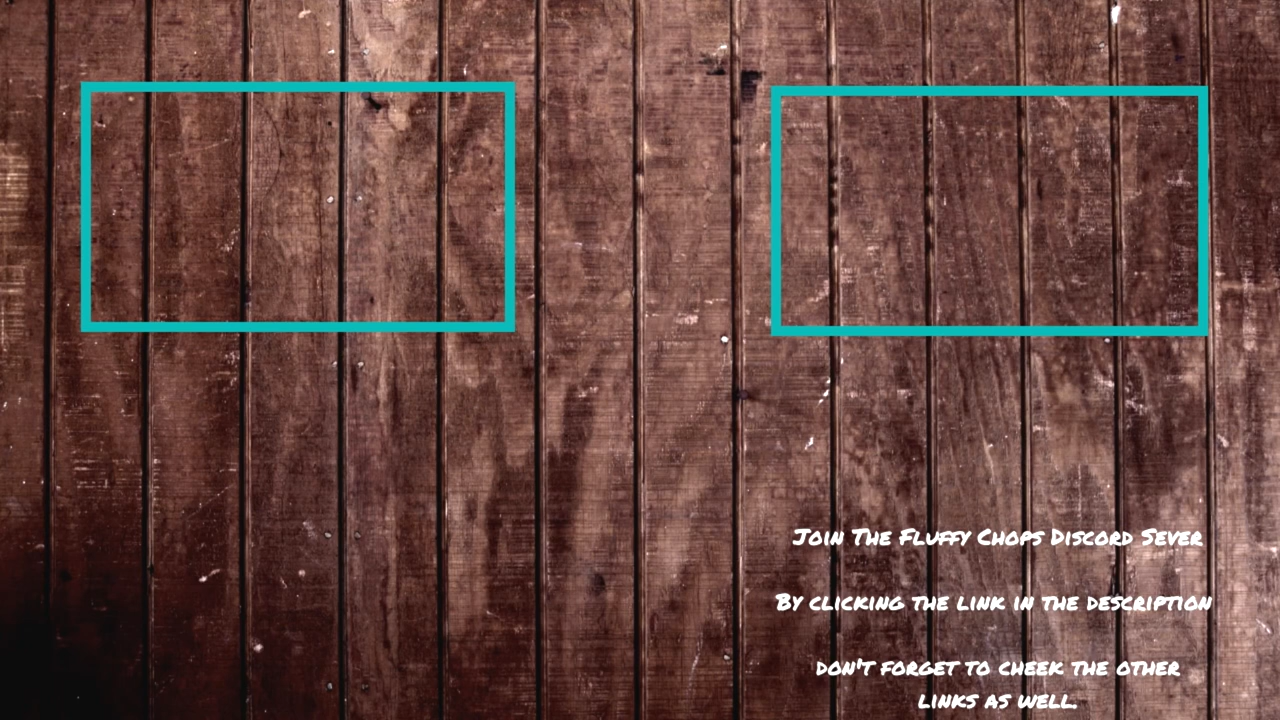 Join The Fluffy Chops Discord Sever
By clicking the link in the description
don't forget to cheek the other
links as well.